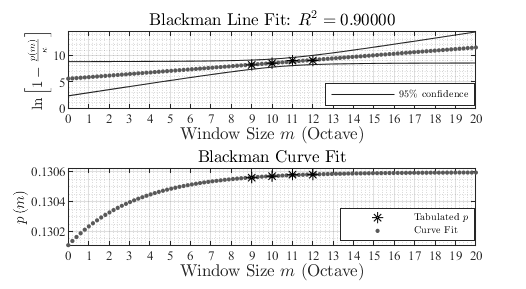 Blackman Line Fit: R² = 0.90000
ln [1 − p(m)/κ]
10
5
0
95% confidence
0 1 2 3 4 5 6 7 8 9 10 11 12 13 14 15 16 17 18 19 20
Window Size m (Octave)
Blackman Curve Fit
p(m)
0.1306
0.1304
0.1302
Tabulated p
Curve Fit
0 1 2 3 4 5 6 7 8 9 10 11 12 13 14 15 16 17 18 19 20
Window Size m (Octave)